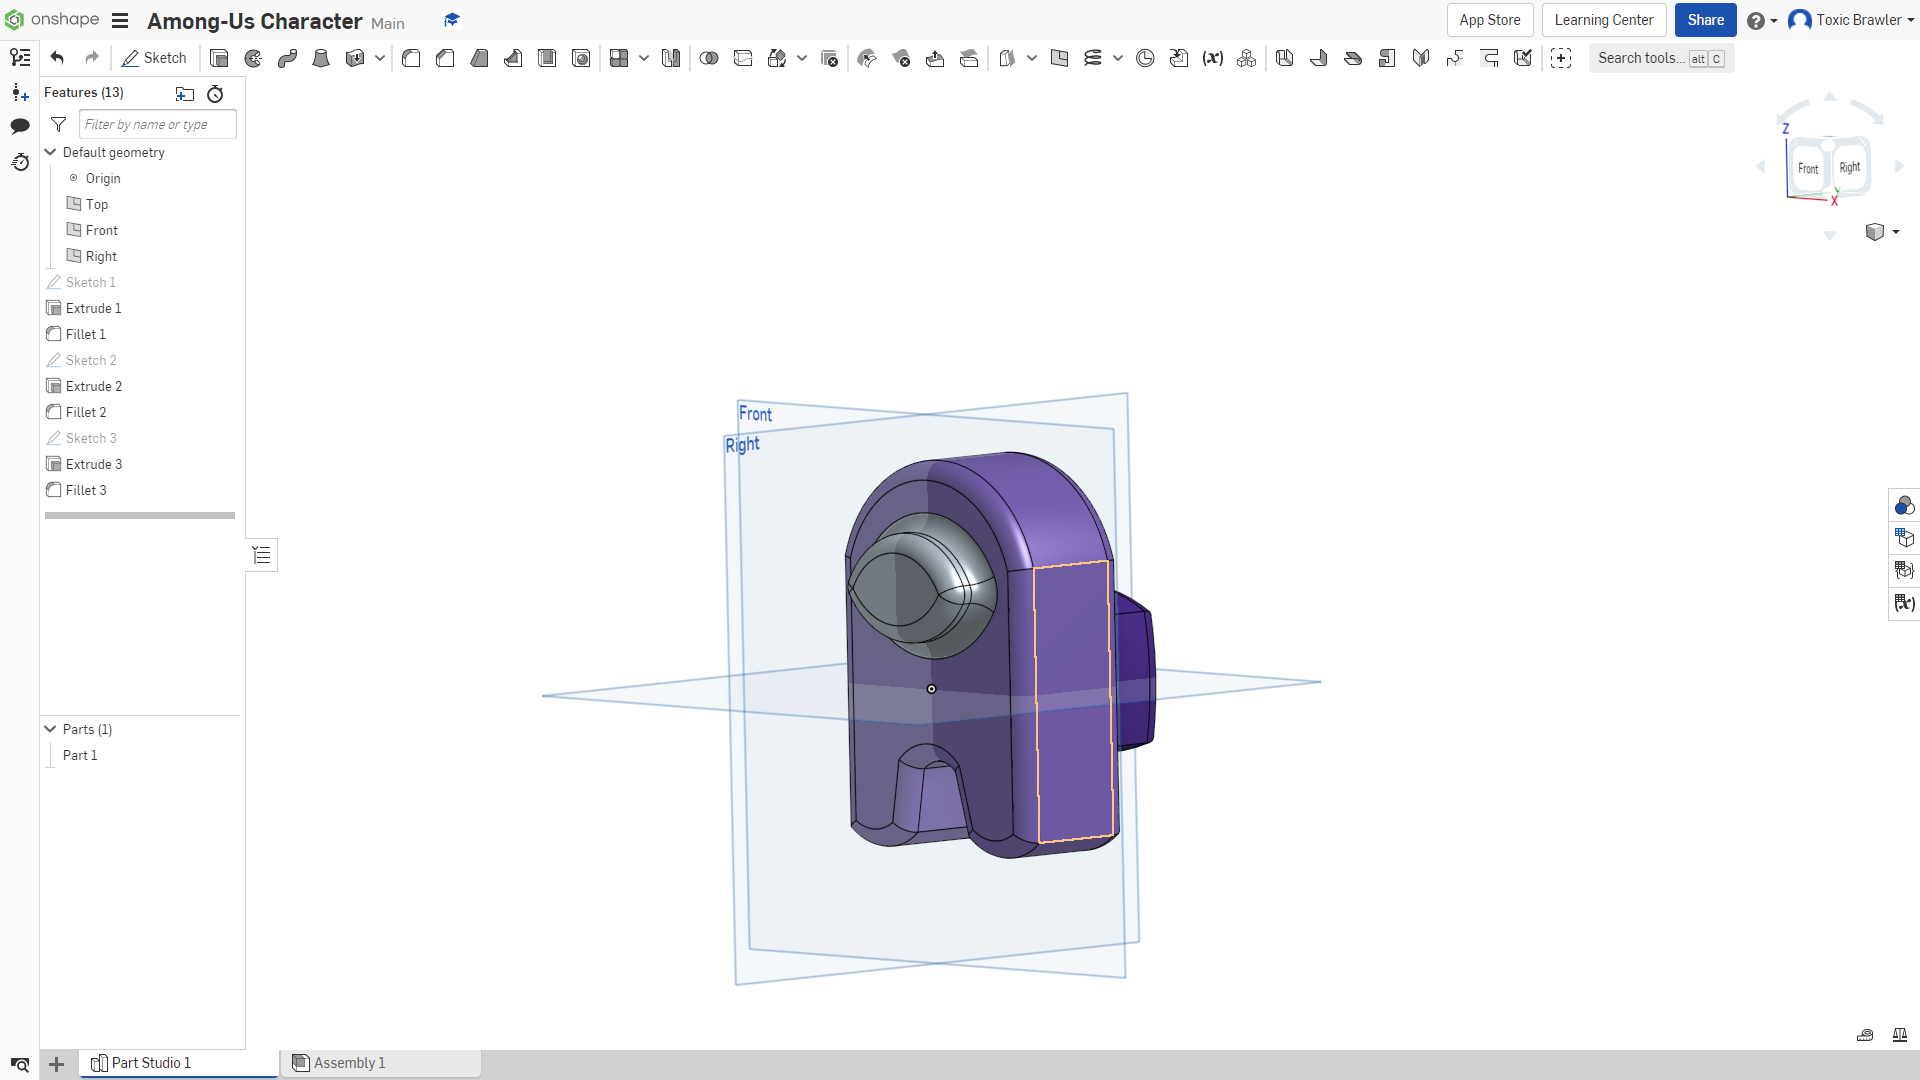 onshape
Among-Us Character Main
App Store
Learning Center
Share
Toxic Brawler
Sketch
Search tools... alt C
Features (13)
Filter by name or type
Default geometry
Origin
Top
Front
Right
Sketch 1
Extrude 1
Fillet 1
Sketch 2
Extrude 2
Fillet 2
Sketch 3
Extrude 3
Fillet 3
Parts (1)
Part 1
Front
Right
Z
Front
Right
X
Part Studio 1
Assembly 1